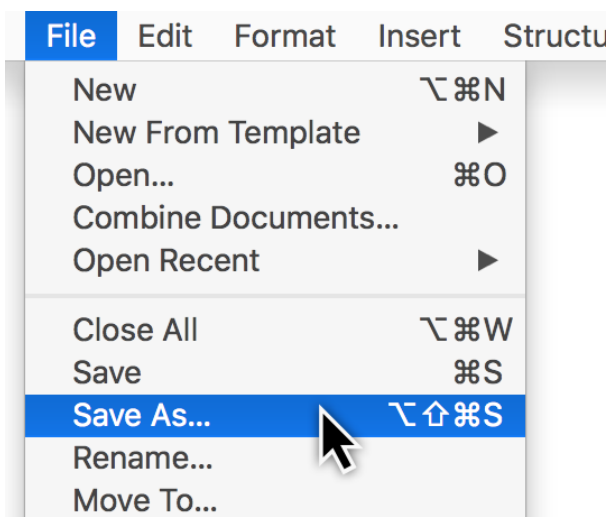 File Edit Format Insert Structu
New ⌥⌘N
New From Template ▶
Open... ⌘O
Combine Documents...
Open Recent ▶
Close All ⌥⌘W
Save ⌘S
Save As... ⌥⇧⌘S
Rename...
Move To...